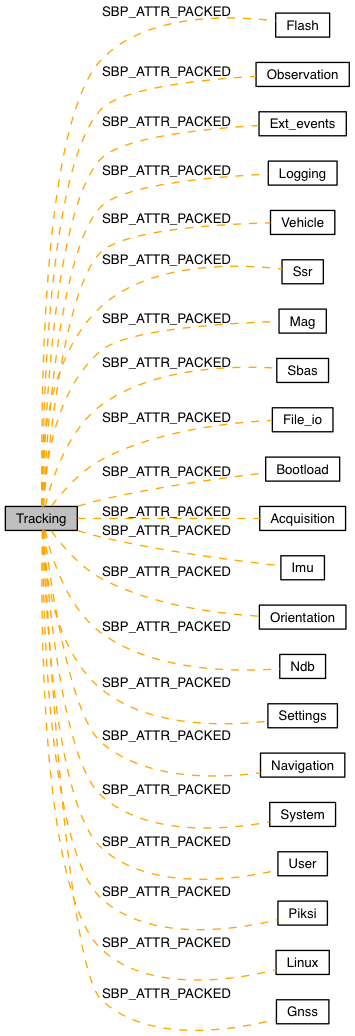 SBP_ATTR_PACKED
Flash
SBP_ATTR_PACKED
Observation
SBP_ATTR_PACKED
Ext_events
SBP_ATTR_PACKED
Logging
SBP_ATTR_PACKED
Vehicle
SBP_ATTR_PACKED
Ssr
SBP_ATTR_PACKED
Mag
SBP_ATTR_PACKED
Sbas
SBP_ATTR_PACKED
File_io
SBP_ATTR_PACKED
Bootload
Tracking
SBP_ATTR_PACKED
Acquisition
SBP_ATTR_PACKED
Imu
SBP_ATTR_PACKED
Orientation
SBP_ATTR_PACKED
Ndb
SBP_ATTR_PACKED
Settings
SBP_ATTR_PACKED
Navigation
SBP_ATTR_PACKED
System
SBP_ATTR_PACKED
User
SBP_ATTR_PACKED
Piksi
SBP_ATTR_PACKED
Linux
SBP_ATTR_PACKED
Gnss